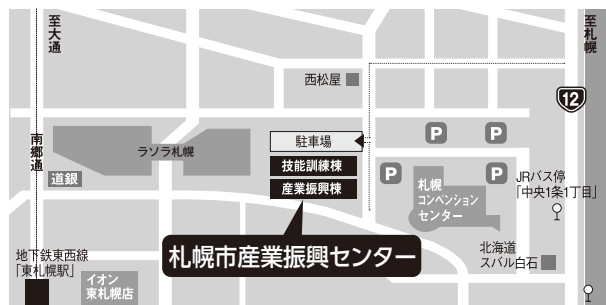 至大通
至札幌
西松屋
12
南郷通
ラソラ札幌
駐車場
P
P
道銀
技能訓練棟
産業振興棟
P
P
札幌
コンベンション
センター
JRバス停
「中央1条1丁目」
地下鉄東西線
「東札幌駅」
イオン
東札幌店
札幌市産業振興センター
北海道
スバル白石